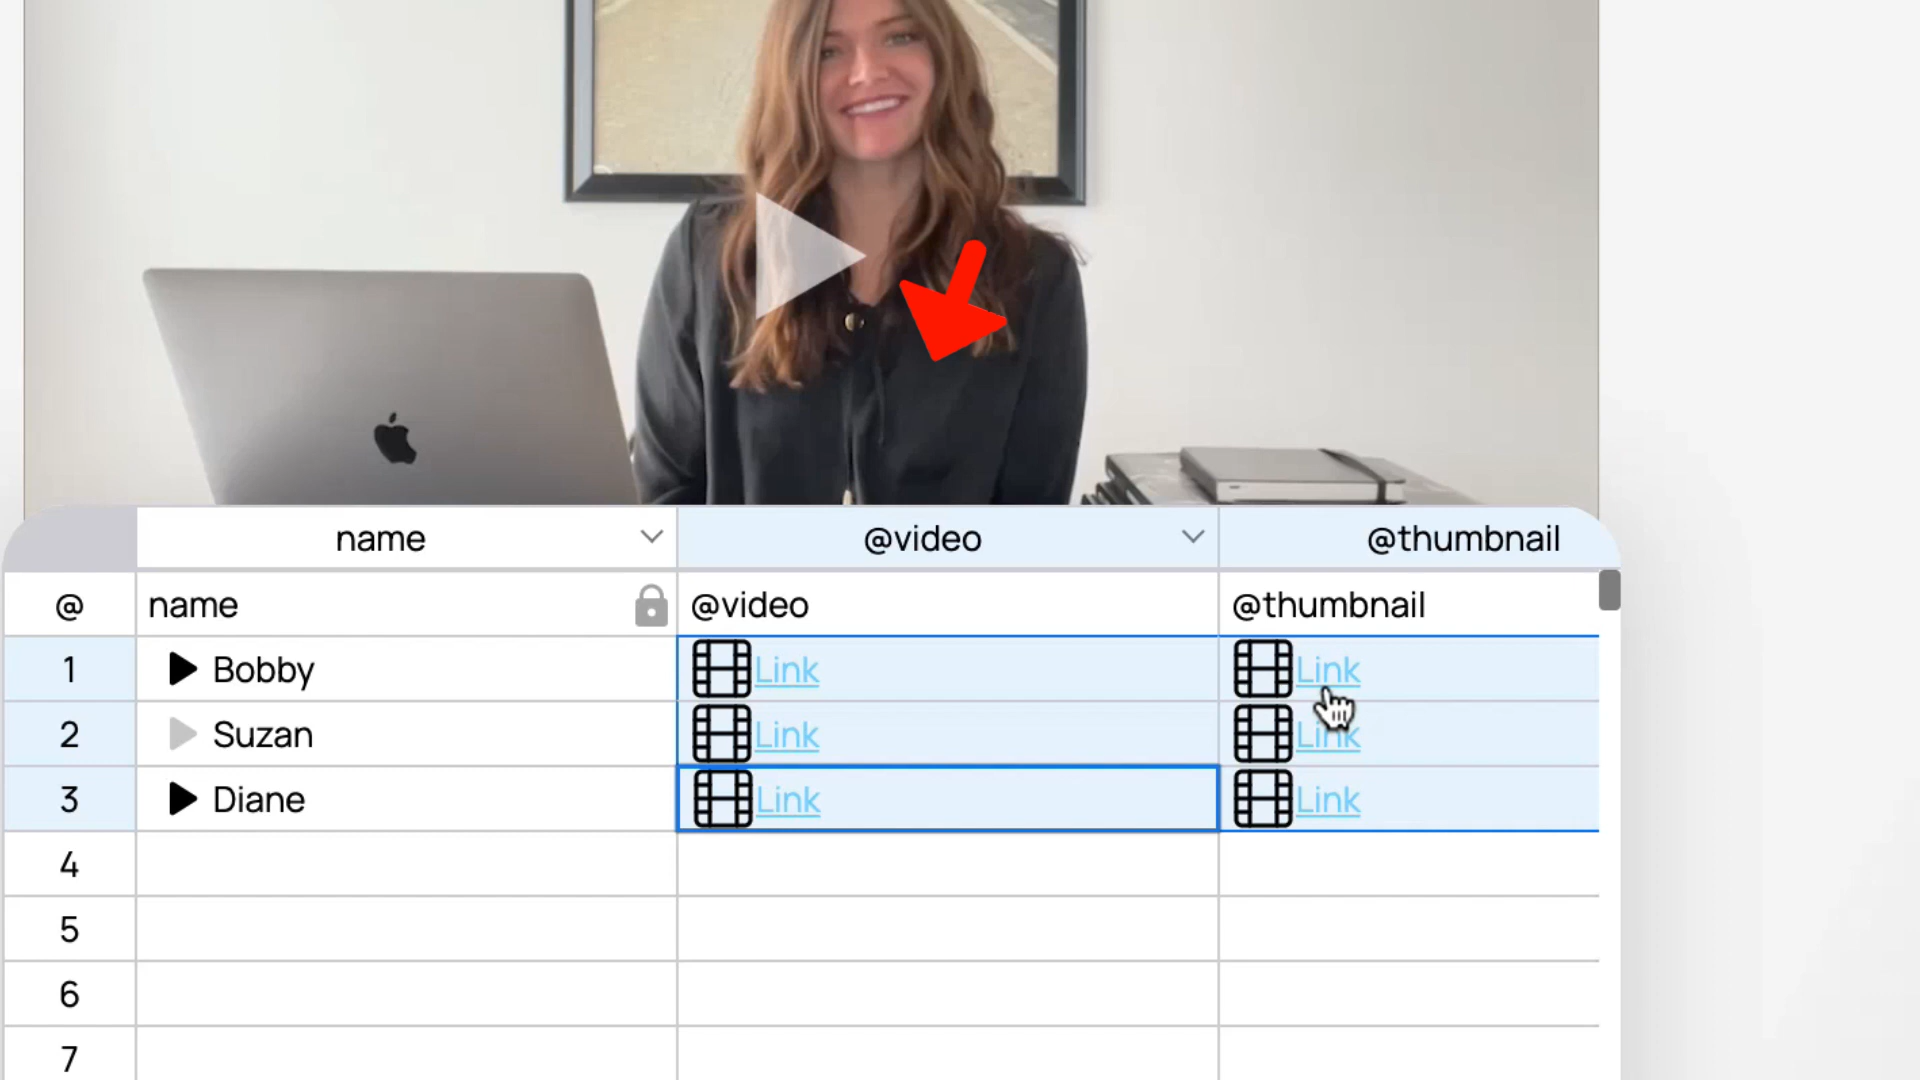 name @video @thumbnail
@ name @video @thumbnail
1 Bobby Link Link
2 Suzan Link Link
3 Diane Link Link
4
5
6
7